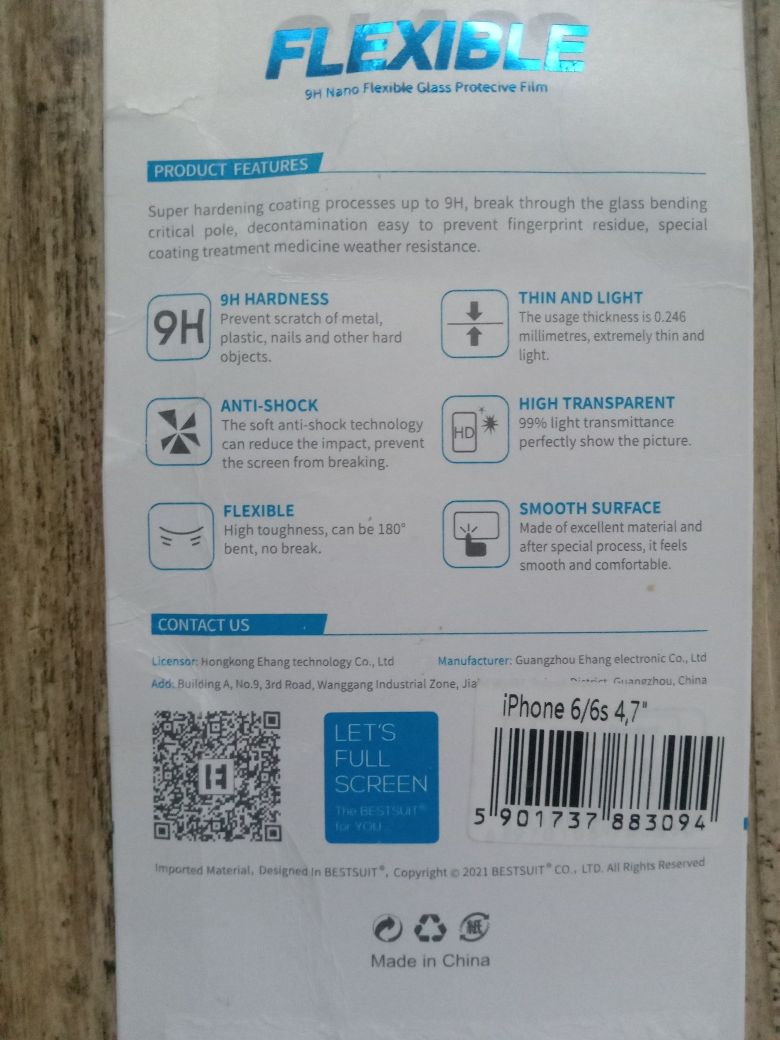 FLEXIBLE
9H Nano Flexible Glass Protecive Film
PRODUCT FEATURES
Super hardening coating processes up to 9H, break through the glass bending
critical pole, decontamination easy to prevent fingerprint residue, special
coating treatment medicine weather resistance.
9H
9H HARDNESS
Prevent scratch of metal,
plastic, nails and other hard
objects.
THIN AND LIGHT
The usage thickness is 0.246
millimetres, extremely thin and
light.
ANTI-SHOCK
The soft anti-shock technology
can reduce the impact, prevent
the screen from breaking.
HD
HIGH TRANSPARENT
99% light transmittance
perfectly show the picture.
FLEXIBLE
High toughness, can be 180°
bent, no break.
SMOOTH SURFACE
Made of excellent material and
after special process, it feels
smooth and comfortable.
CONTACT US
Licensor: Hongkong Ehang technology Co., Ltd
Manufacturer: Guangzhou Ehang electronic Co., Ltd
Add: Building A, No.9, 3rd Road, Wanggang Industrial Zone, District Guangzhou, China
LET'S
FULL
SCREEN
The BESTSUIT®
for YOU
iPhone 6/6s 4,7"
5 901737 883094
Imported Material, Designed In BESTSUIT®, Copyright © 2021 BESTSUIT® CO., LTD. All Rights Reserved
紙
Made in China